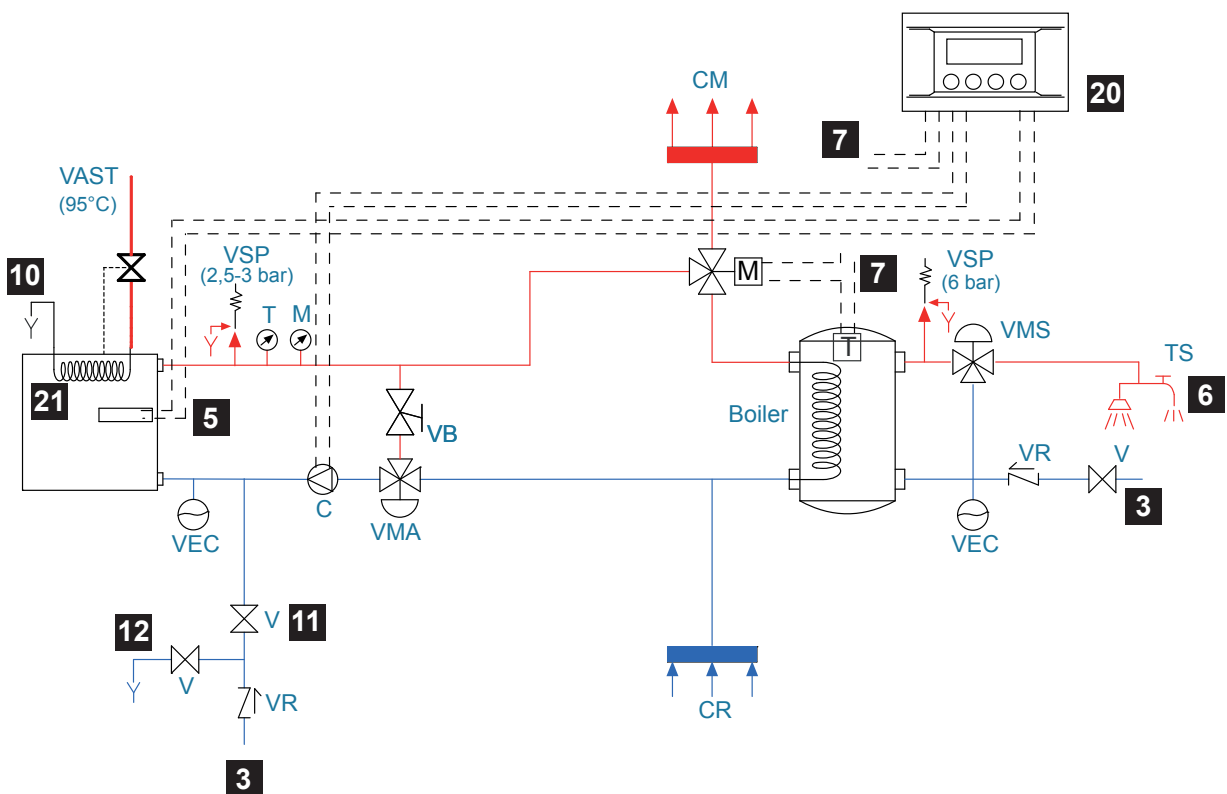 CM
20
7
VAST
(95°C)
10
VSP
(2,5-3 bar)
T
M
M
7
VSP
(6 bar)
VMS
T
TS
6
21
5
VB
Boiler
VR
V
3
C
VMA
VEC
VEC
V
11
12
V
VR
CR
3